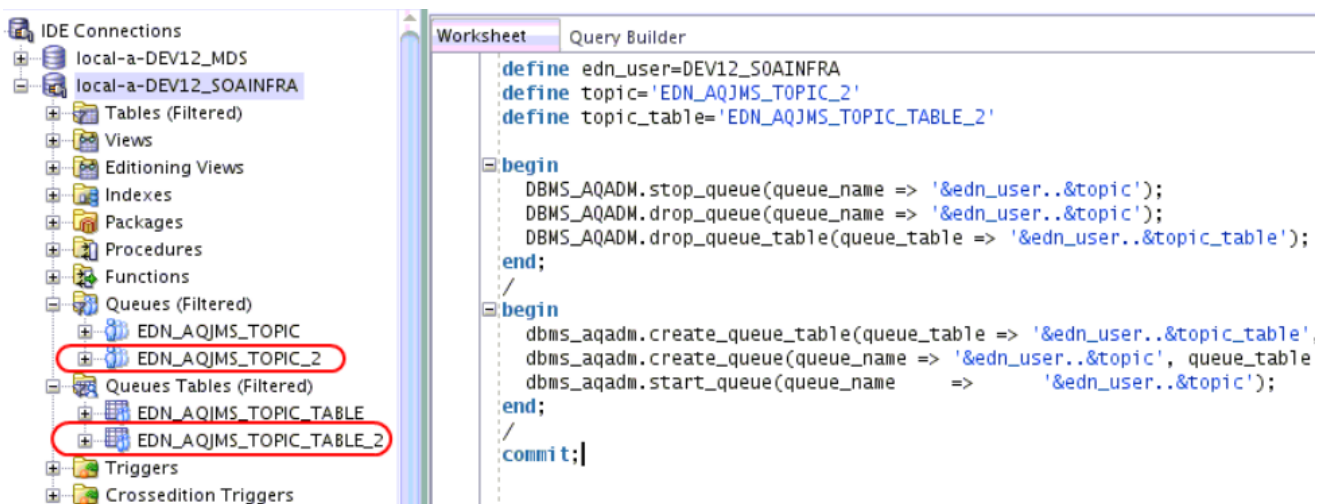 IDE Connections
local-a-DEV12_MDS
local-a-DEV12_SOAINFRA
Tables (Filtered)
Views
Editioning Views
Indexes
Packages
Procedures
Functions
Queues (Filtered)
EDN_AQJMS_TOPIC
EDN_AQJMS_TOPIC_2
Queues Tables (Filtered)
EDN_AQJMS_TOPIC_TABLE
EDN_AQJMS_TOPIC_TABLE_2
Triggers
Crossedition Triggers
Worksheet Query Builder
define edn_user=DEV12_SOAINFRA
define topic='EDN_AQJMS_TOPIC_2'
define topic_table='EDN_AQJMS_TOPIC_TABLE_2'
begin
DBMS_AQADM.stop_queue(queue_name => '&edn_user..&topic');
DBMS_AQADM.drop_queue(queue_name => '&edn_user..&topic');
DBMS_AQADM.drop_queue_table(queue_table => '&edn_user..&topic_table');
end;
/
begin
dbms_aqadm.create_queue_table(queue_table => '&edn_user..&topic_table',
dbms_aqadm.create_queue(queue_name => '&edn_user..&topic', queue_table
dbms_aqadm.start_queue(queue_name => '&edn_user..&topic');
end;
/
commit;